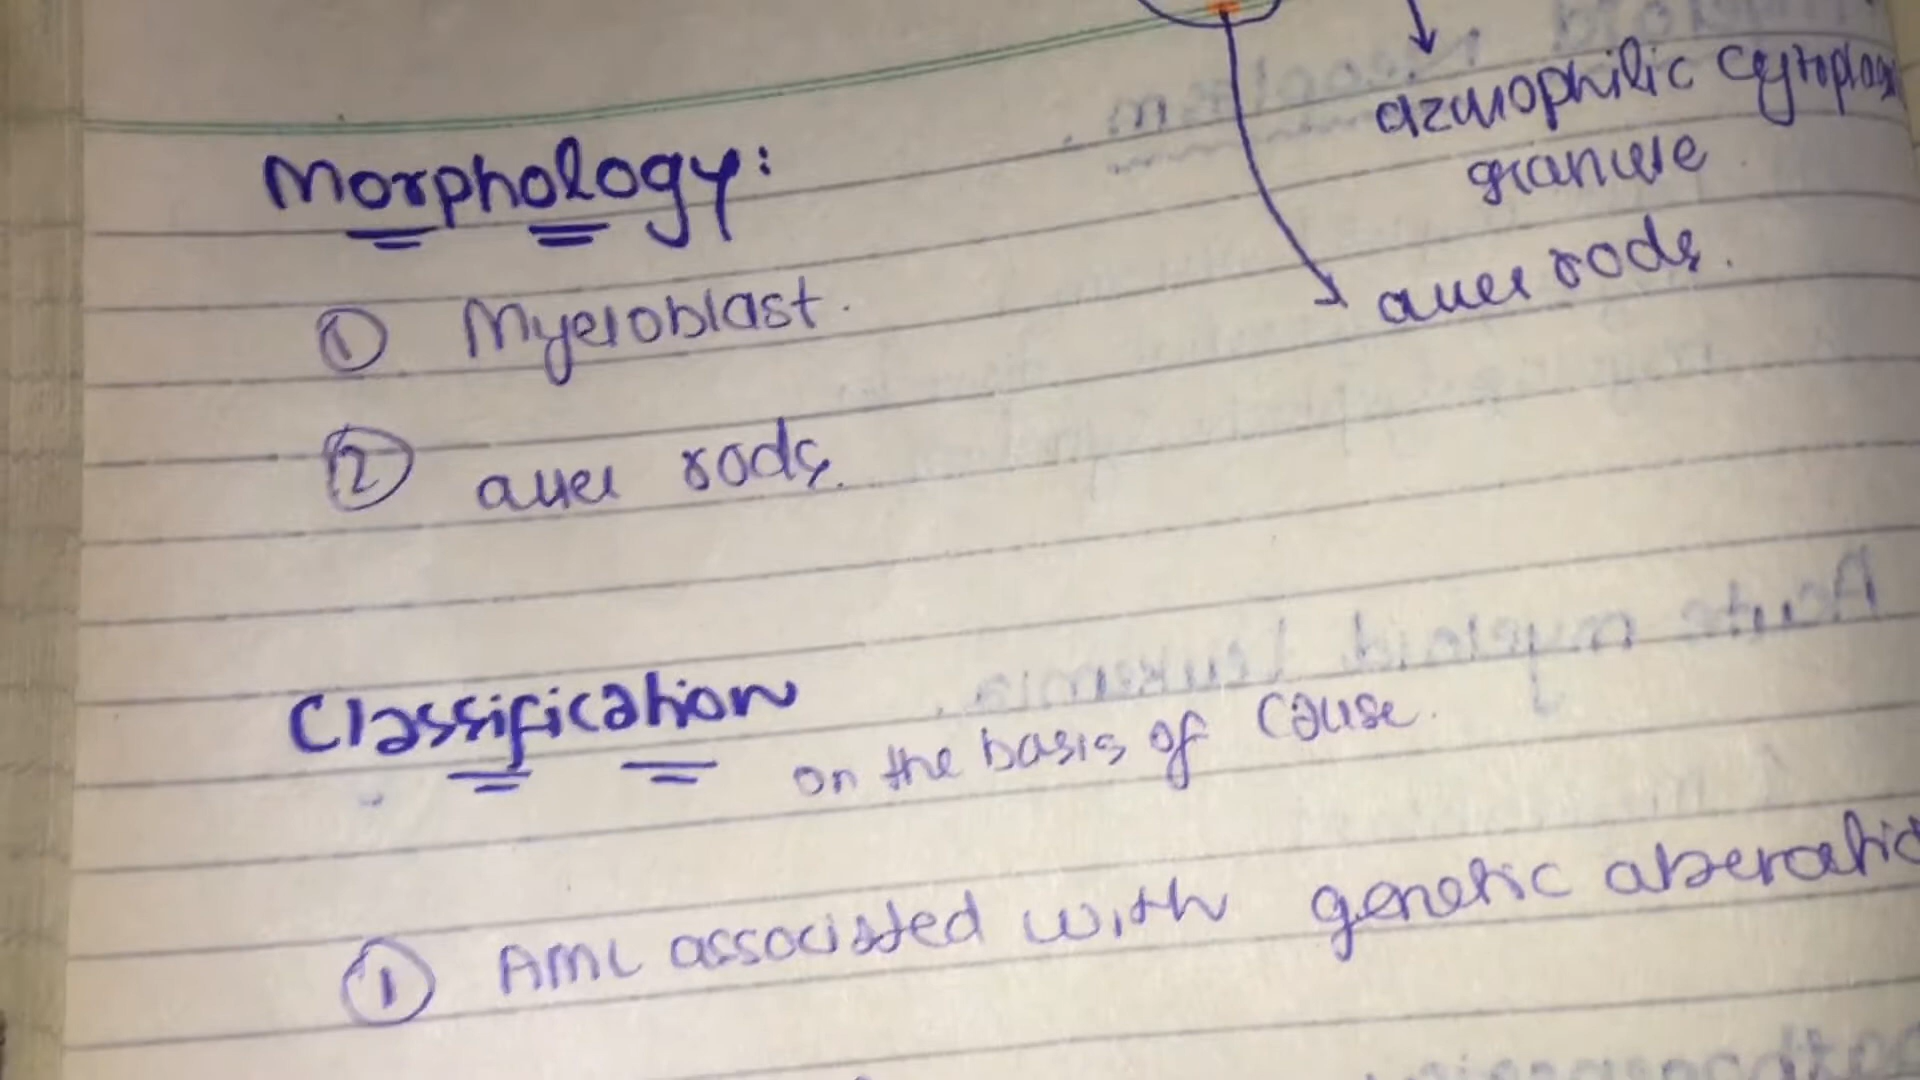 azurophilic cytoplasm
granule
auer rods.
Morphology:
① Myeloblast.
② auer rods.
Classification
on the basis of cause.
① AML associated with genetic aberratio